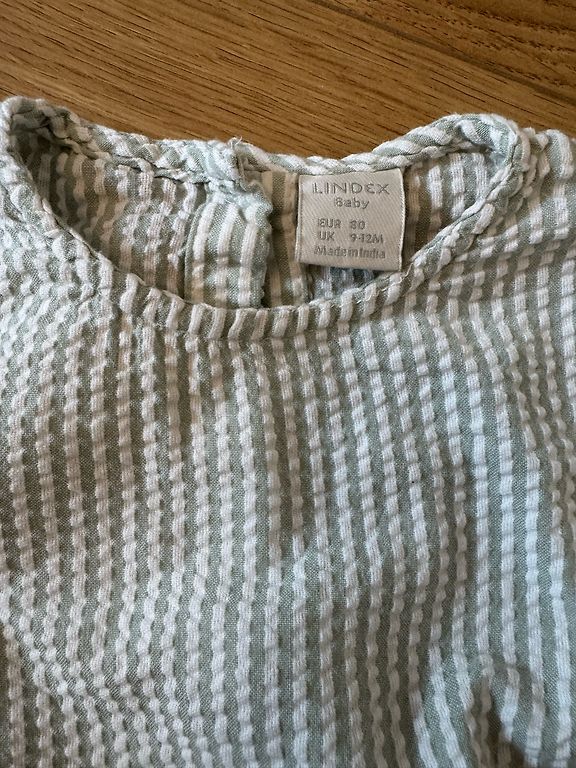 LINDEX
Baby
EUR 80
UK 9-12M
Made in India